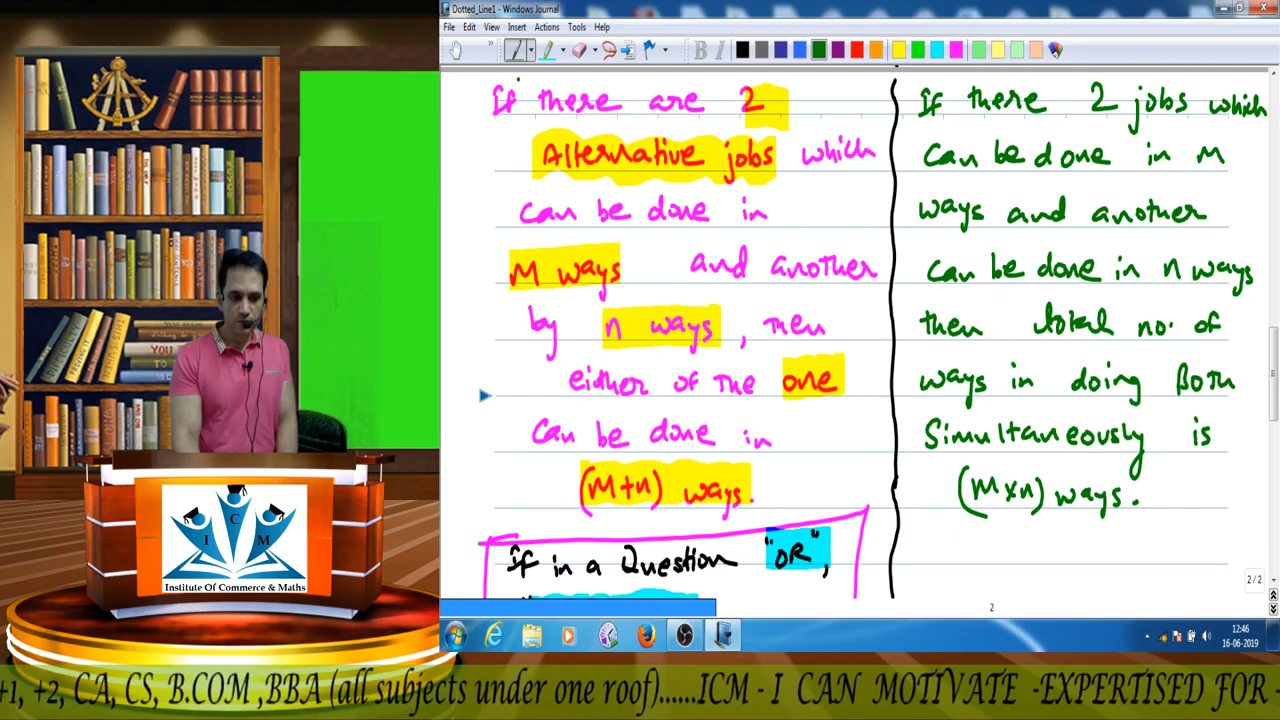 Dotted_Line1 - Windows Journal
File Edit View Insert Actions Tools Help
If there are 2
Alternative jobs which
can be done in
M ways and another
by n ways, then
either of the one
can be done in
(M+n) ways.
If in a Question "OR",
If there 2 jobs which
can be done in M
ways and another
can be done in n ways
then total no. of
ways in doing Both
Simultaneously is
(M×n) ways.
2/2
2
12:46
16-06-2019
I C M
Institute Of Commerce & Maths
+1, +2, CA, CS, B.COM ,BBA (all subjects under one roof)......ICM - I CAN MOTIVATE -EXPERTISED FOR -